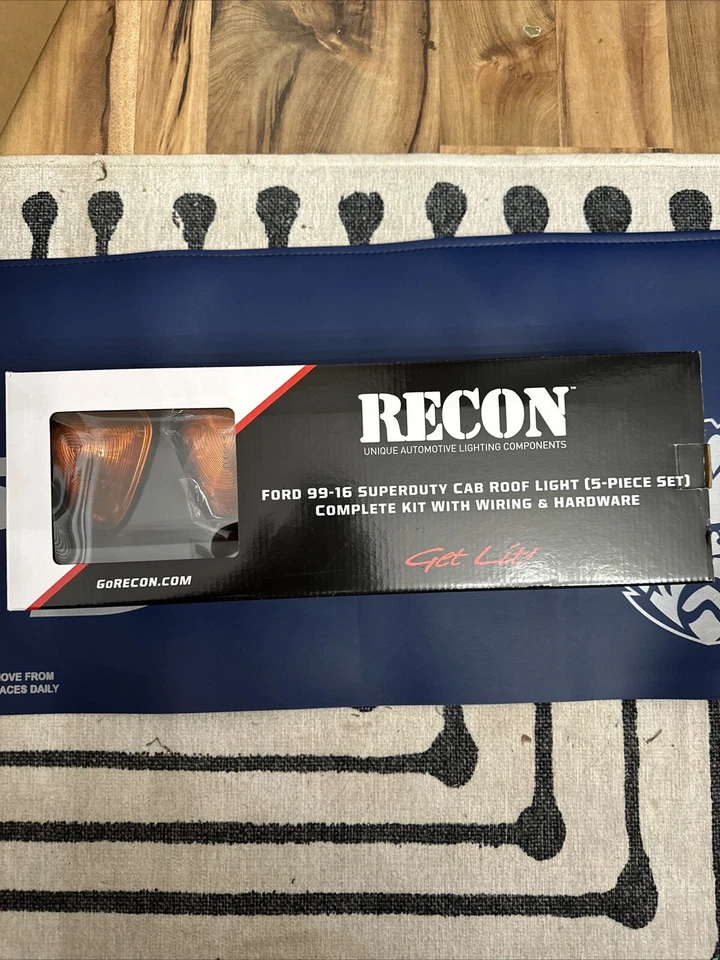 RECON™
UNIQUE AUTOMOTIVE LIGHTING COMPONENTS
FORD 99-16 SUPERDUTY CAB ROOF LIGHT (5-PIECE SET)
COMPLETE KIT WITH WIRING & HARDWARE
Get Lit!
GoRECON.COM
OVE FROM
ACES DAILY